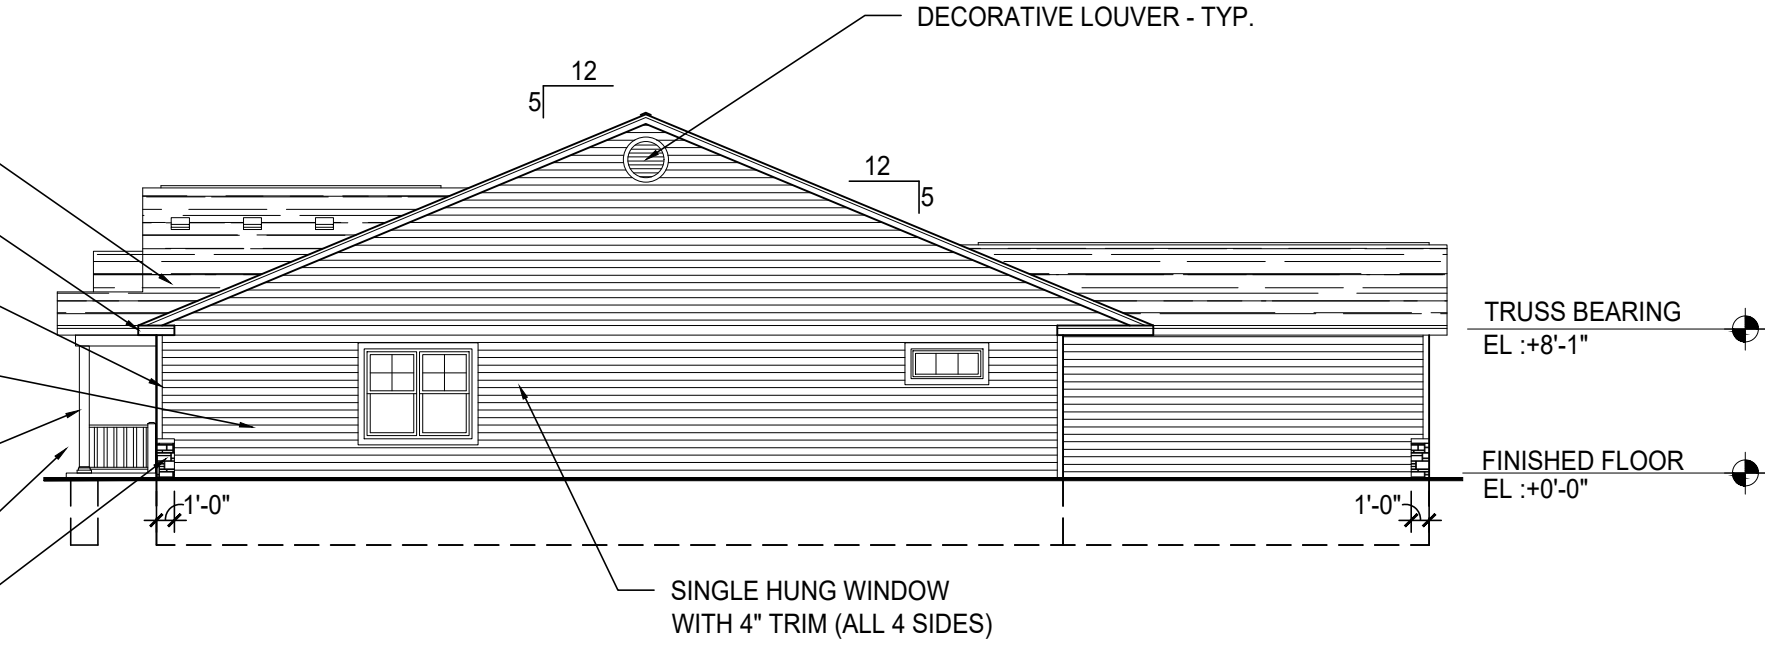 DECORATIVE LOUVER - TYP.
12
5
12
5
TRUSS BEARING
EL :+8'-1"
FINISHED FLOOR
EL :+0'-0"
1'-0"
1'-0"
SINGLE HUNG WINDOW
WITH 4" TRIM (ALL 4 SIDES)